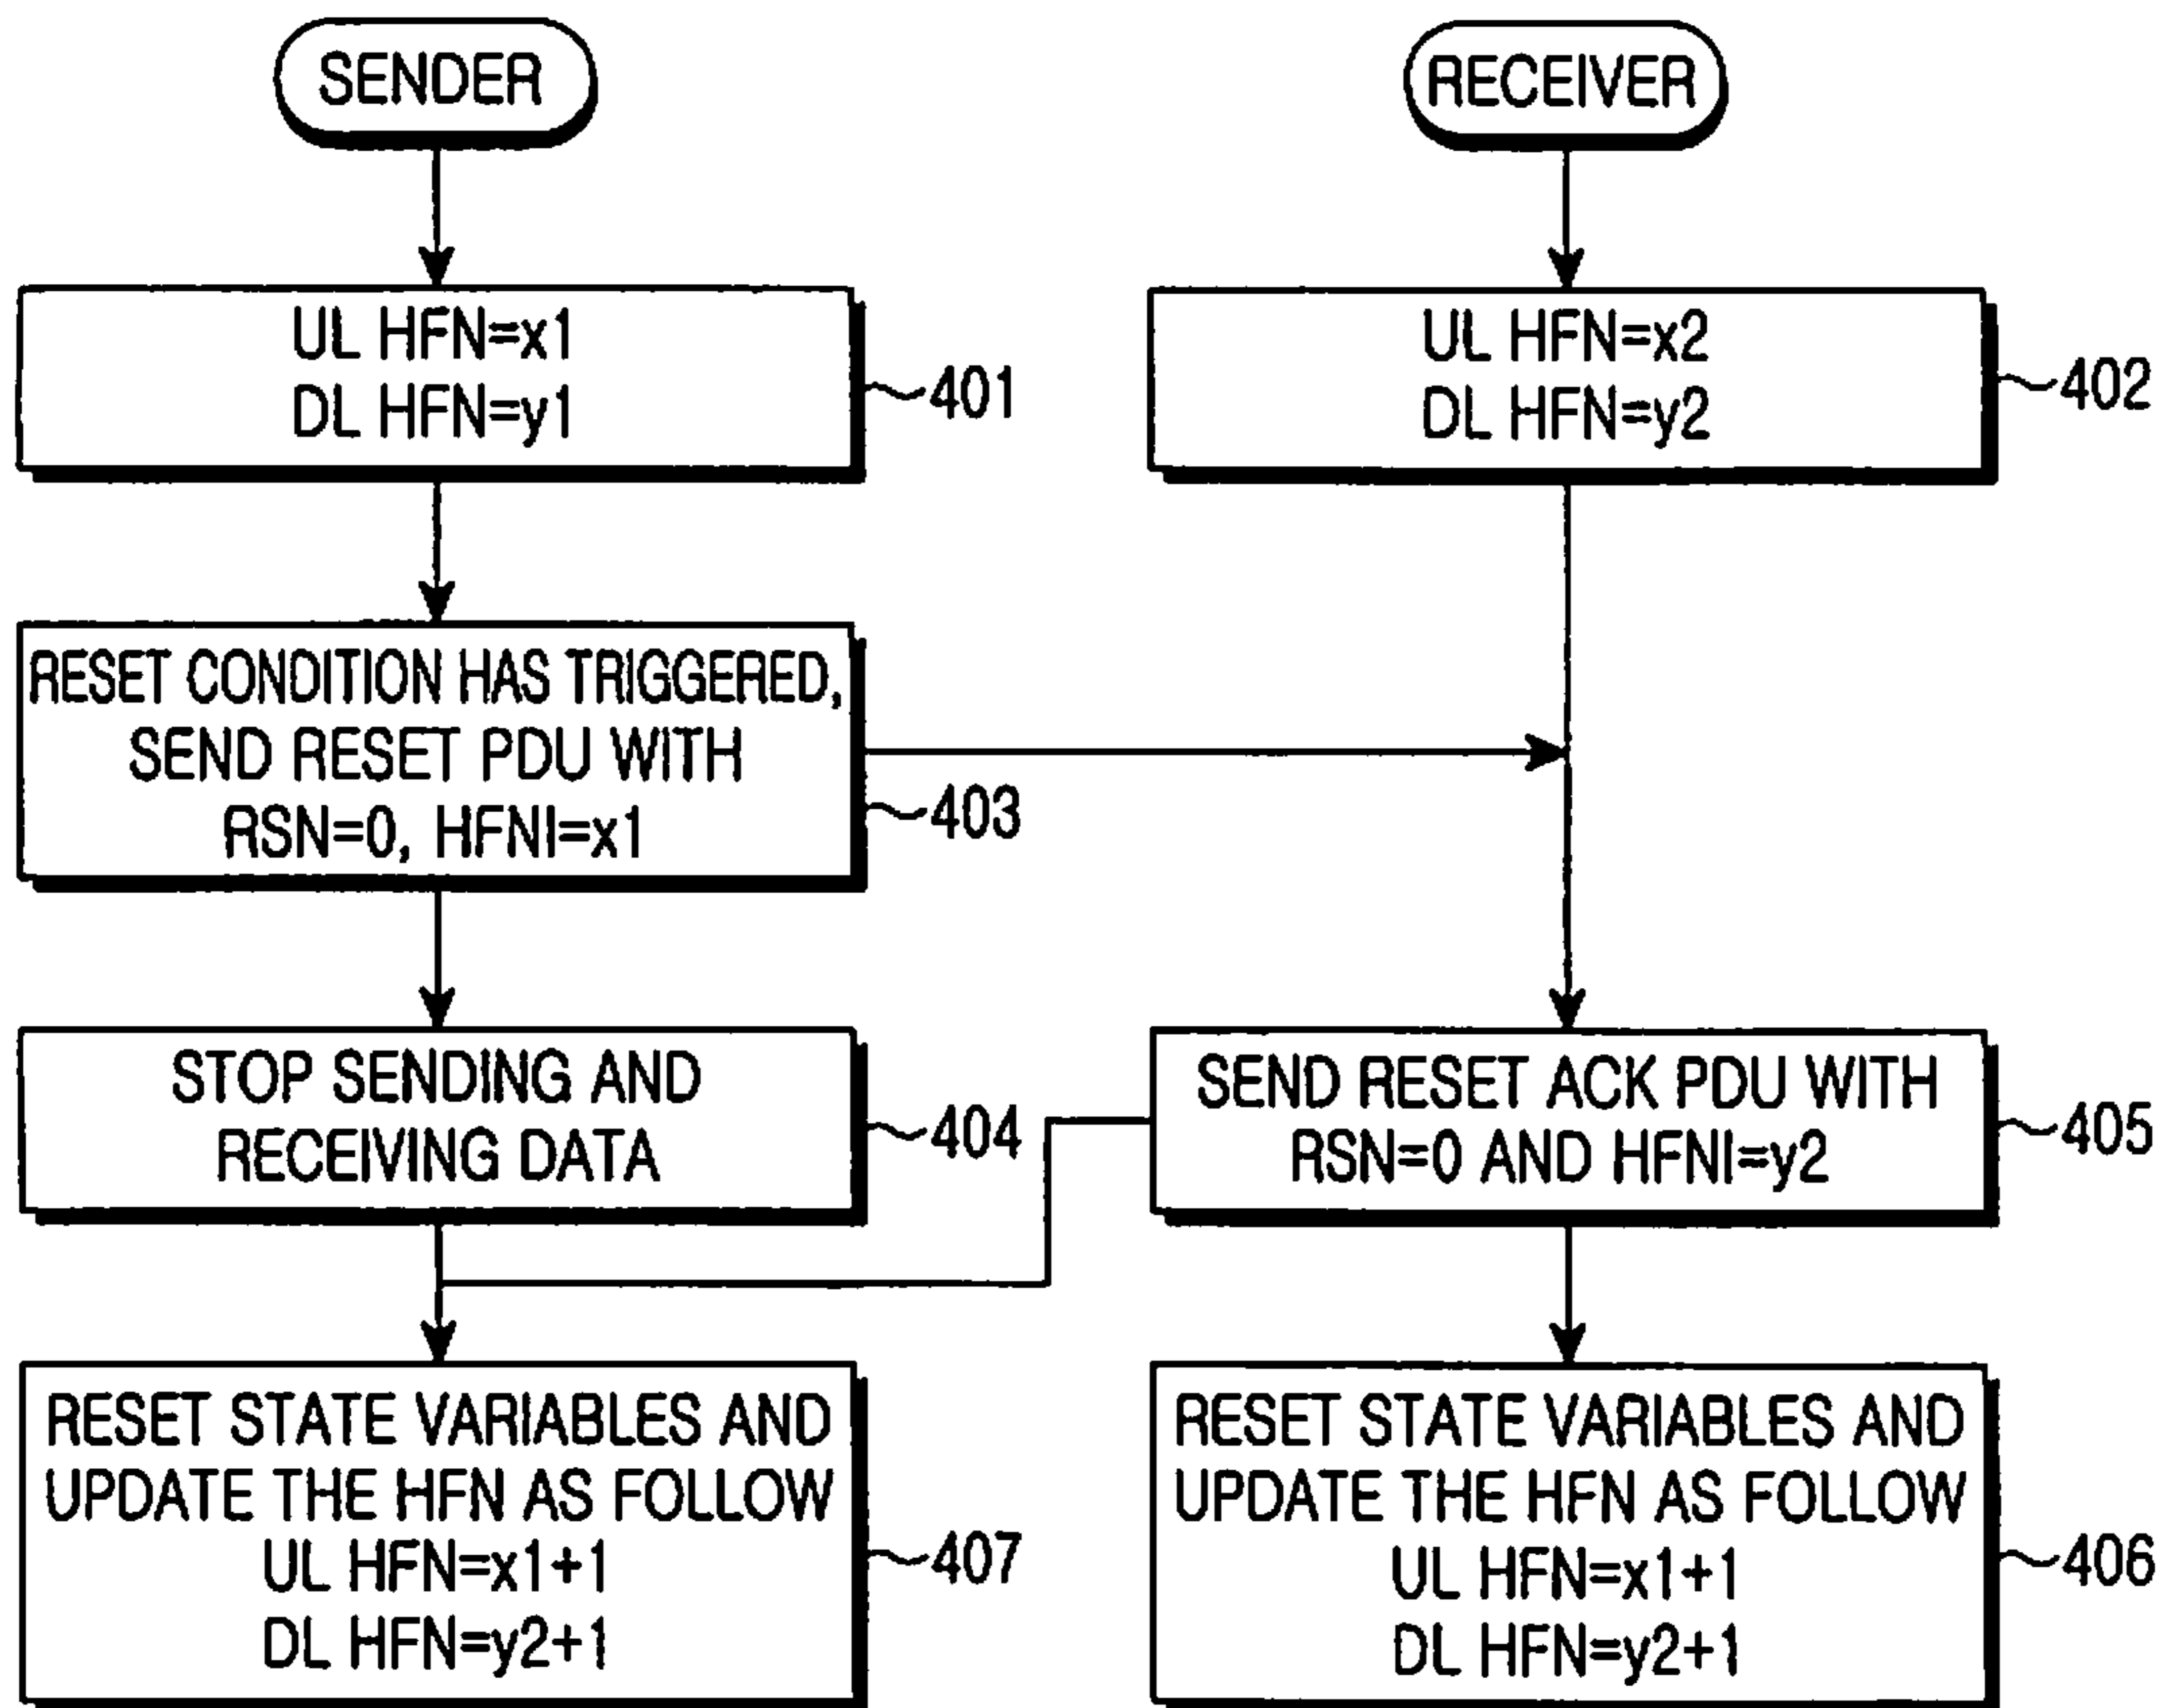 SENDER
UL HFN=x1
DL HFN=y1
401
RESET CONDITION HAS TRIGGERED,
SEND RESET PDU WITH
RSN=0, HFNI=x1
403
STOP SENDING AND
RECEIVING DATA
404
RESET STATE VARIABLES AND
UPDATE THE HFN AS FOLLOW
UL HFN=x1+1
DL HFN=y2+1
407
RECEIVER
UL HFN=x2
DL HFN=y2
402
SEND RESET ACK PDU WITH
RSN=0 AND HFNI=y2
405
RESET STATE VARIABLES AND
UPDATE THE HFN AS FOLLOW
UL HFN=x1+1
DL HFN=y2+1
406